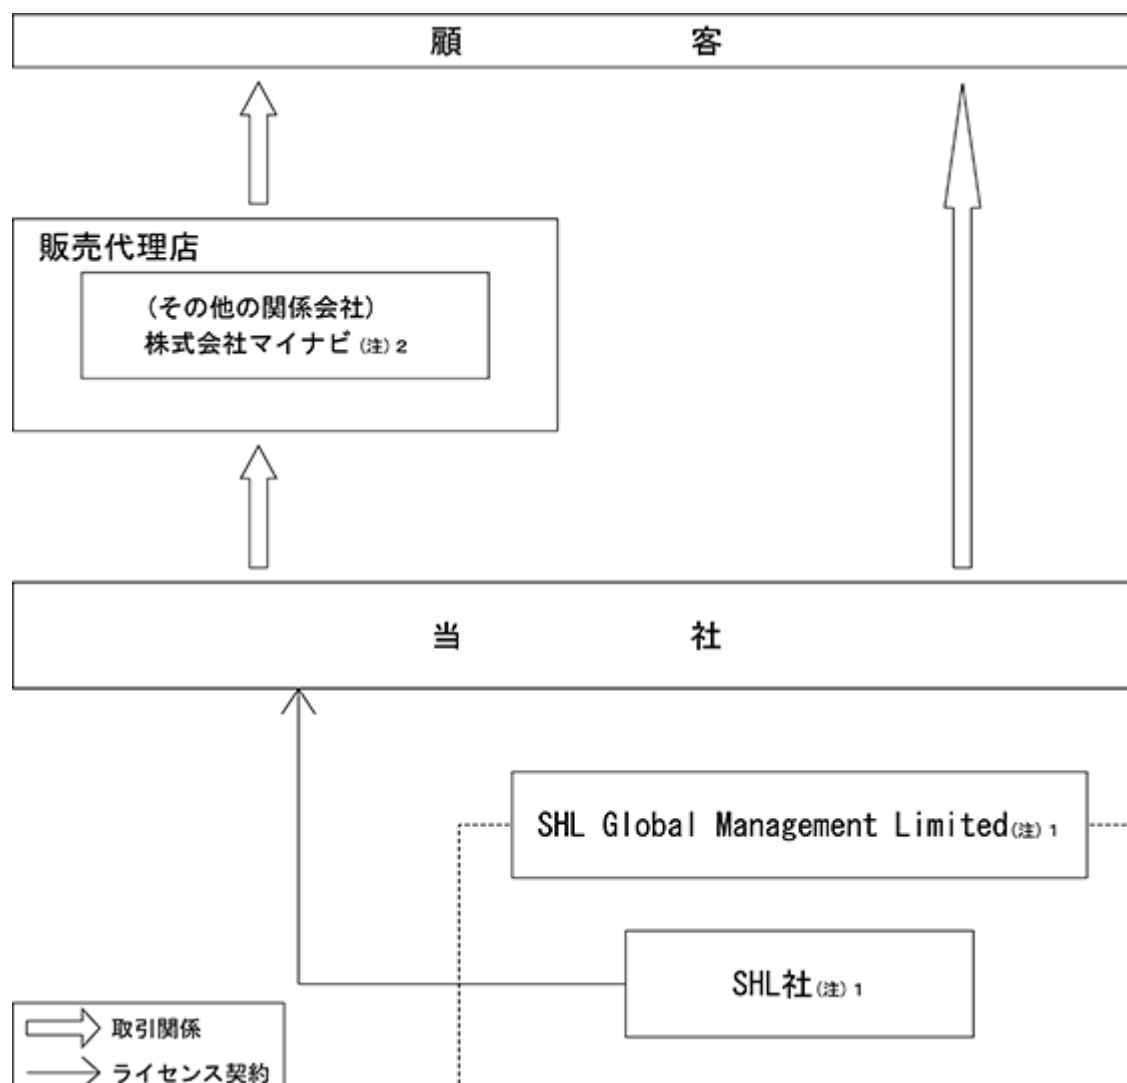 顧客
販売代理店
(その他の関係会社)
株式会社マイナビ(注)2
当社
SHL Global Management Limited(注)1
SHL社(注)1
取引関係
ライセンス契約